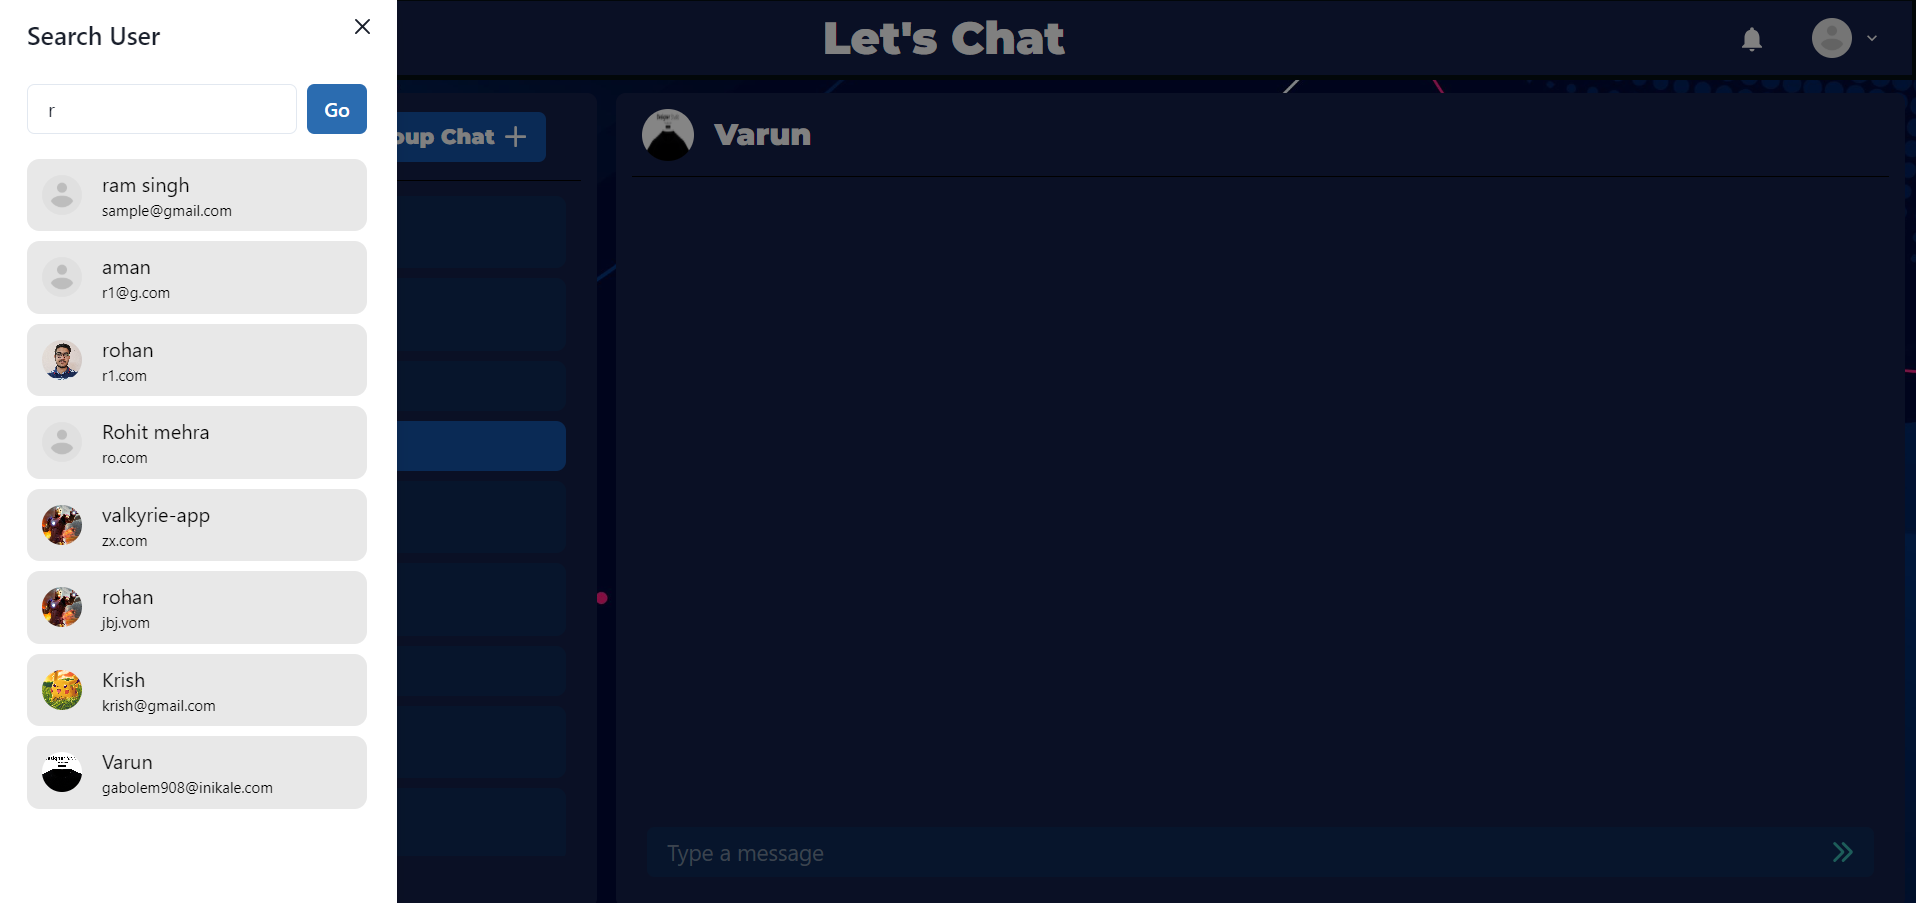 Search User
r
Go
ram singh
sample@gmail.com
aman
r1@g.com
rohan
r1.com
Rohit mehra
ro.com
valkyrie-app
zx.com
rohan
jbj.vom
Krish
krish@gmail.com
Varun
gabolem908@inikale.com
Let's Chat
oup Chat
Varun
Type a message